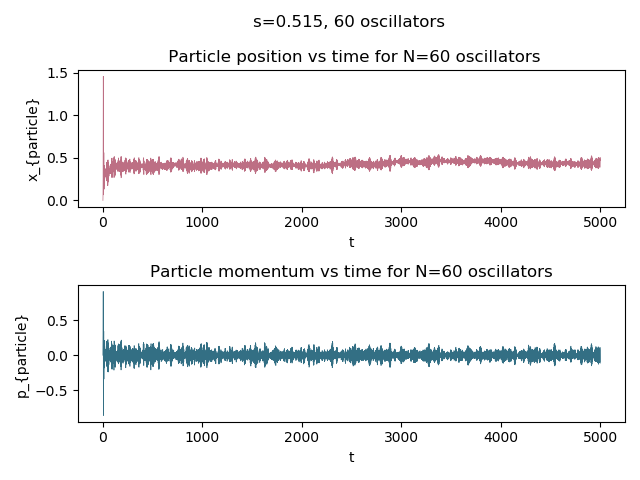 s=0.515, 60 oscillators
Particle position vs time for N=60 oscillators
1.5
1.0
0.5
0.0
x_{particle}
0 1000 2000 3000 4000 5000
t
Particle momentum vs time for N=60 oscillators
0.5
0.0
−0.5
p_{particle}
0 1000 2000 3000 4000 5000
t